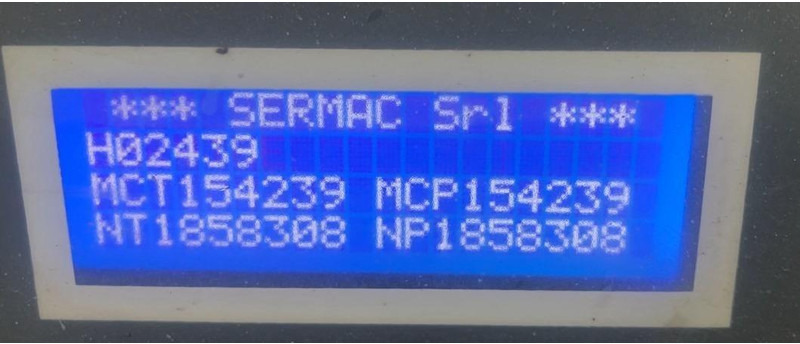 *** SERMAC Srl ***
H02439
MCT154239 MCP154239
NT1858308 NP1858308